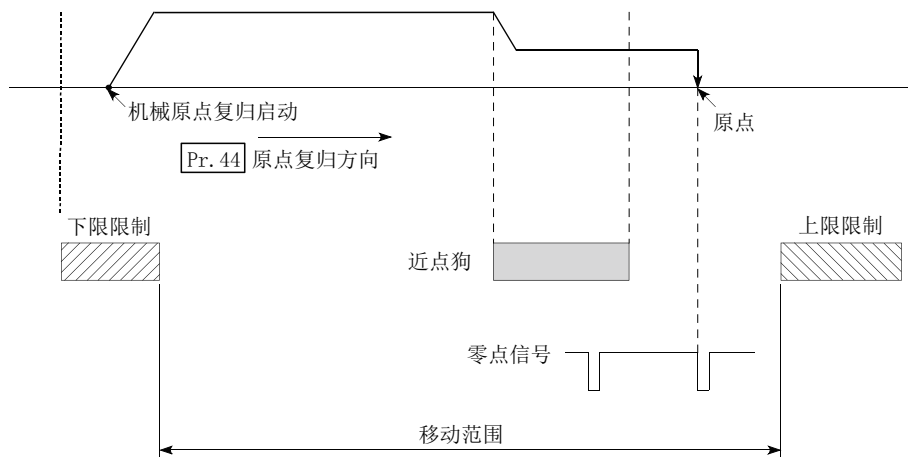 机械原点复归启动
原点
Pr.44 原点复归方向
下限限制
上限限制
近点狗
零点信号
移动范围